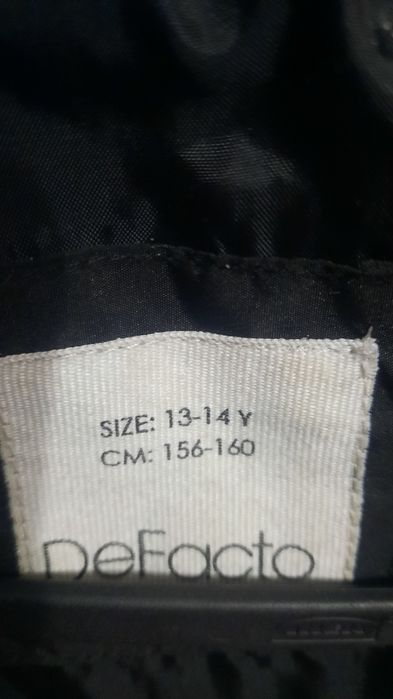 SIZE: 13-14 Y
CM: 156-160
DeFacto